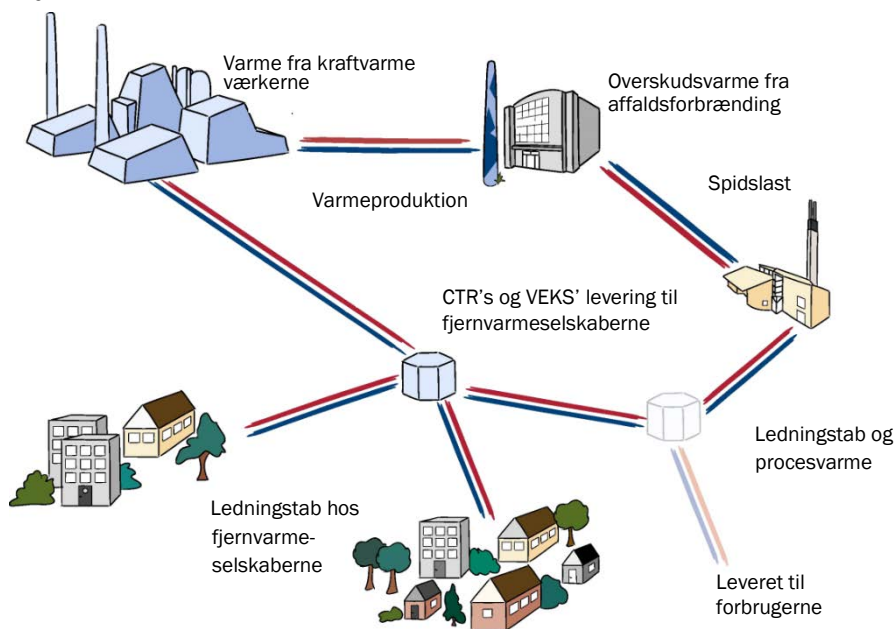 Varme fra kraftvarme
værkerne
Overskudsvarme fra
affaldsforbrænding
Varmeproduktion
Spidslast
CTR's og VEKS' levering til
fjernvarmeselskaberne
Ledningstab og
procesvarme
Ledningstab hos
fjernvarme-
selskaberne
Leveret til
forbrugerne